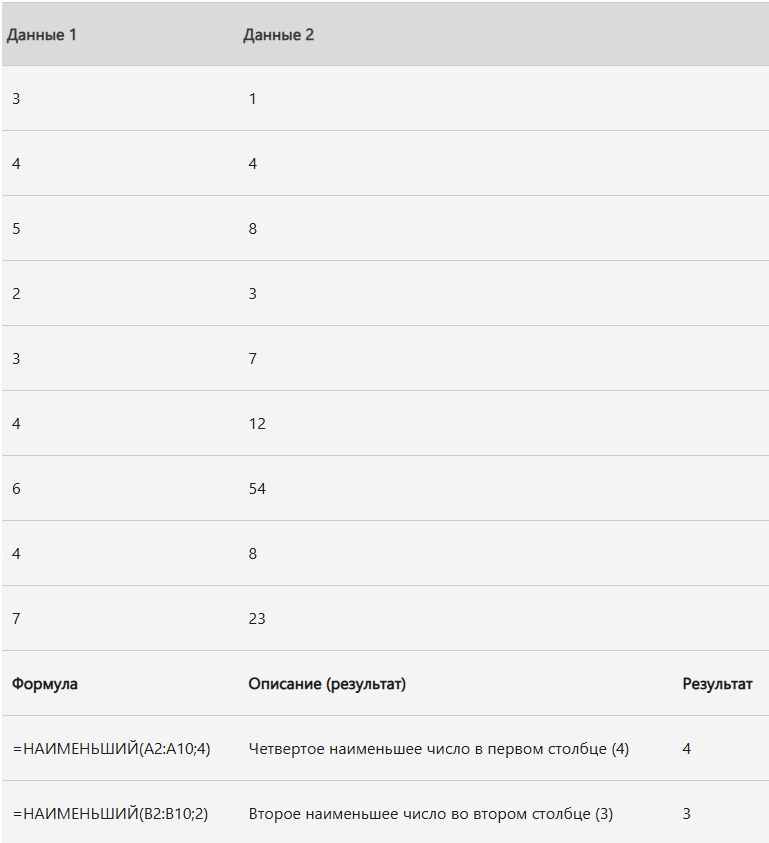 Данные 1 Данные 2
3 1
4 4
5 8
2 3
3 7
4 12
6 54
4 8
7 23
Формула Описание (результат) Результат
=НАИМЕНЬШИЙ(A2:A10;4) Четвертое наименьшее число в первом столбце (4) 4
=НАИМЕНЬШИЙ(B2:B10;2) Второе наименьшее число во втором столбце (3) 3